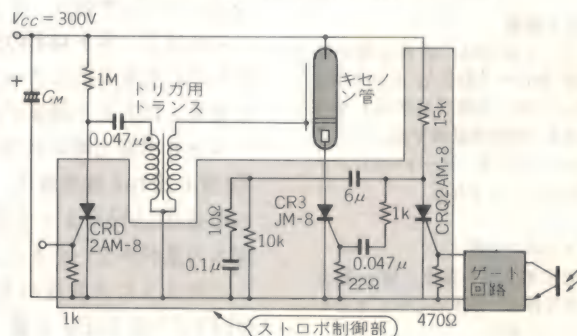 VCC = 300V
+
CM
1M
トリガ用
トランス
キセノ
ン管
0.047μ
15k
6μ
CRD
2AM-8
10Ω
10k
CR3
JM-8
1k
CRQ2AM-8
0.1μ
0.047μ
22Ω
ゲート
回路
1k
470Ω
ストロボ制御部